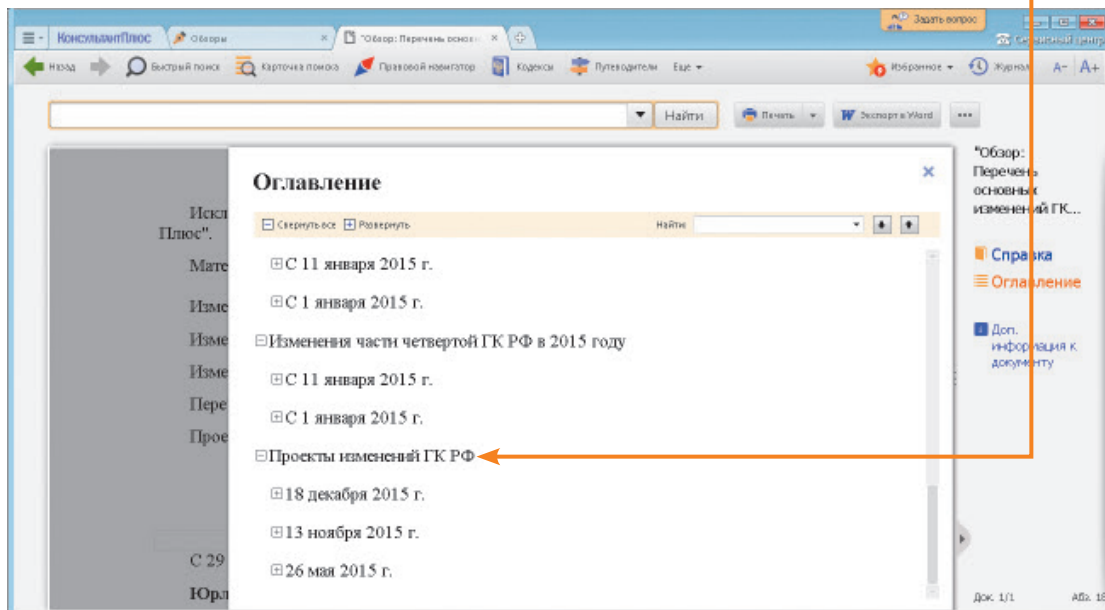 Задать вопрос
КонсультантПлюс Обзоры "Обзор: Перечень основн
Сервисный центр
Назад Быстрый поиск Карточка поиска Правовой навигатор Кодексы Путеводители Еще Избранное Журнал A- A+
Найти Печать Экспорт в Word
"Обзор:
Перечень
основных
изменений ГК...
Справка
Оглавление
Доп.
информация к
документу
Оглавление
Свернуть все Развернуть Найти
С 11 января 2015 г.
С 1 января 2015 г.
Изменения части четвертой ГК РФ в 2015 году
С 11 января 2015 г.
С 1 января 2015 г.
Проекты изменений ГК РФ
18 декабря 2015 г.
13 ноября 2015 г.
26 мая 2015 г.
Искл
Плюс".
Мате
Изме
Изме
Изме
Пере
Прое
С 29
Юрл
Док. 1/1 Абз. 18